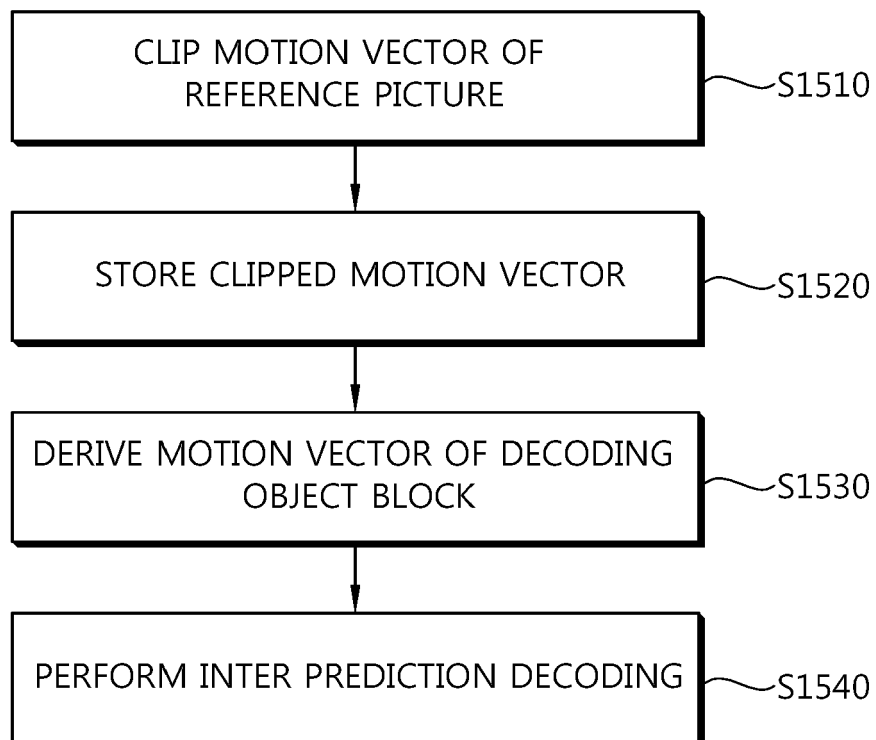 CLIP MOTION VECTOR OF
REFERENCE PICTURE
S1510
STORE CLIPPED MOTION VECTOR
S1520
DERIVE MOTION VECTOR OF DECODING
OBJECT BLOCK
S1530
PERFORM INTER PREDICTION DECODING
S1540